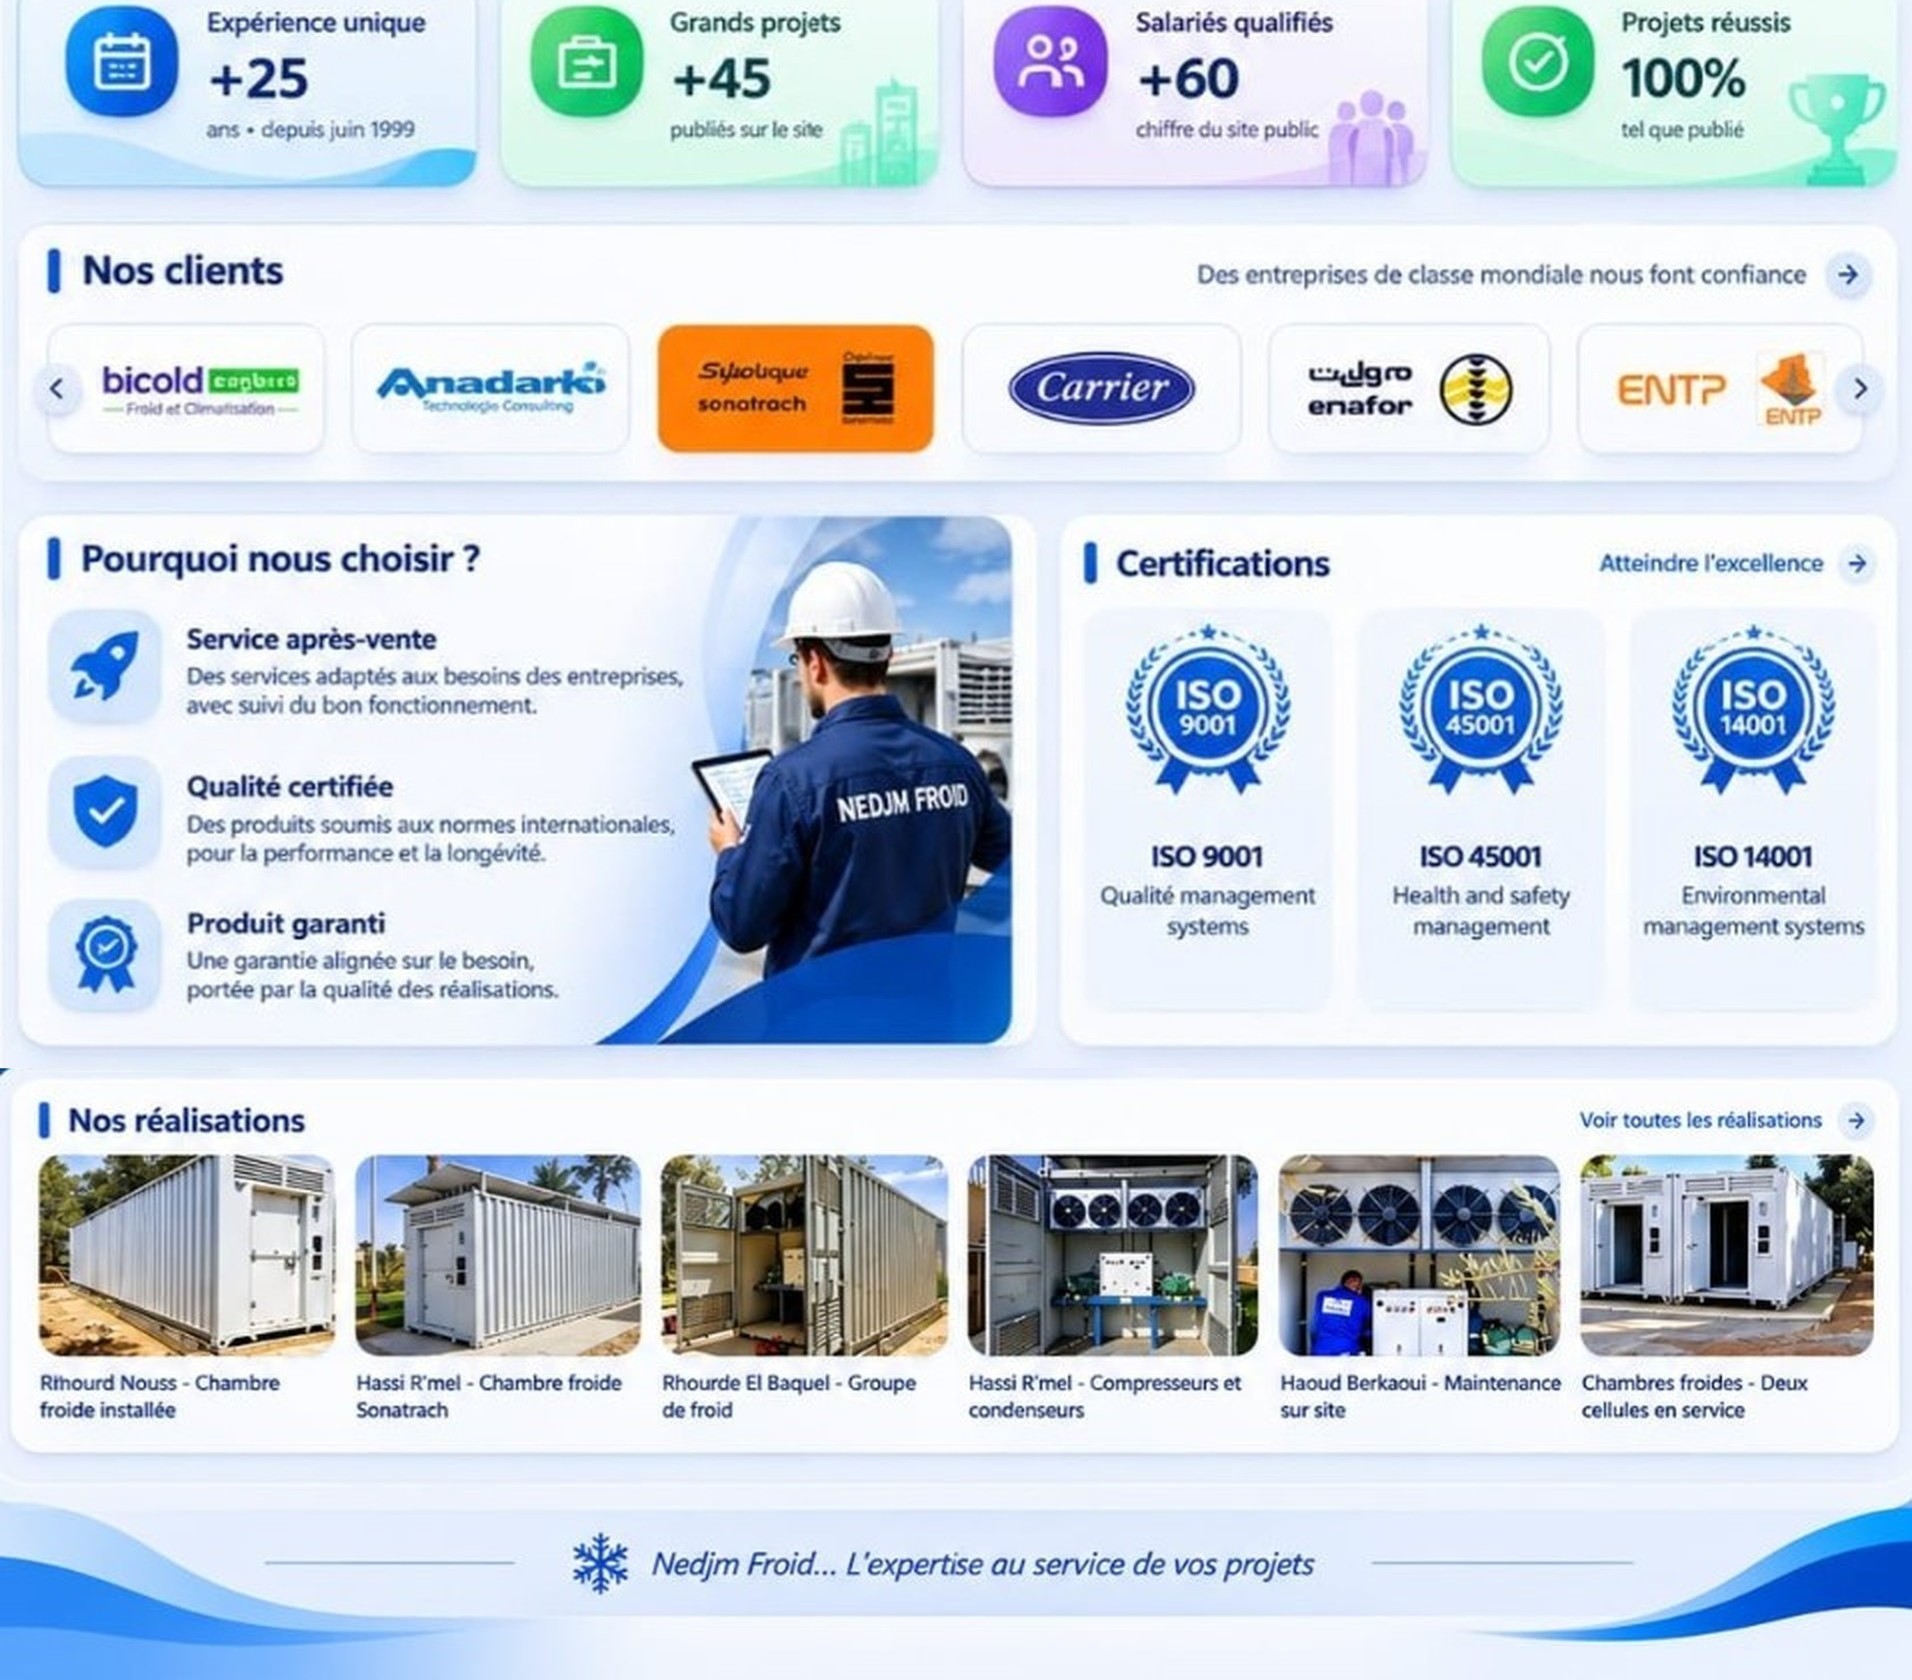 Expérience unique
+25
ans • depuis juin 1999
Grands projets
+45
publiés sur le site
Salariés qualifiés
+60
chiffre du site public
Projets réussis
100%
tel que publié
Nos clients
Des entreprises de classe mondiale nous font confiance
bicold
Froid et Climatisation
Anadarko
Technologie Consulting
sonatrach
Carrier
enafor
ENTP
ENTP
Pourquoi nous choisir ?
Service après-vente
Des services adaptés aux besoins des entreprises,
avec suivi du bon fonctionnement.
Qualité certifiée
Des produits soumis aux normes internationales,
pour la performance et la longévité.
Produit garanti
Une garantie alignée sur le besoin,
portée par la qualité des réalisations.
NEDJM FROID
Certifications
Atteindre l'excellence
ISO
9001
ISO
45001
ISO
14001
ISO 9001
Qualité management
systems
ISO 45001
Health and safety
management
ISO 14001
Environmental
management systems
Nos réalisations
Voir toutes les réalisations
Rhourd Nouss - Chambre
froide installée
Hassi R'mel - Chambre froide
Sonatrach
Rhourde El Baquel - Groupe
de froid
Hassi R'mel - Compresseurs et
condenseurs
Haoud Berkaoui - Maintenance
sur site
Chambres froides - Deux
cellules en service
Nedjm Froid... L'expertise au service de vos projets